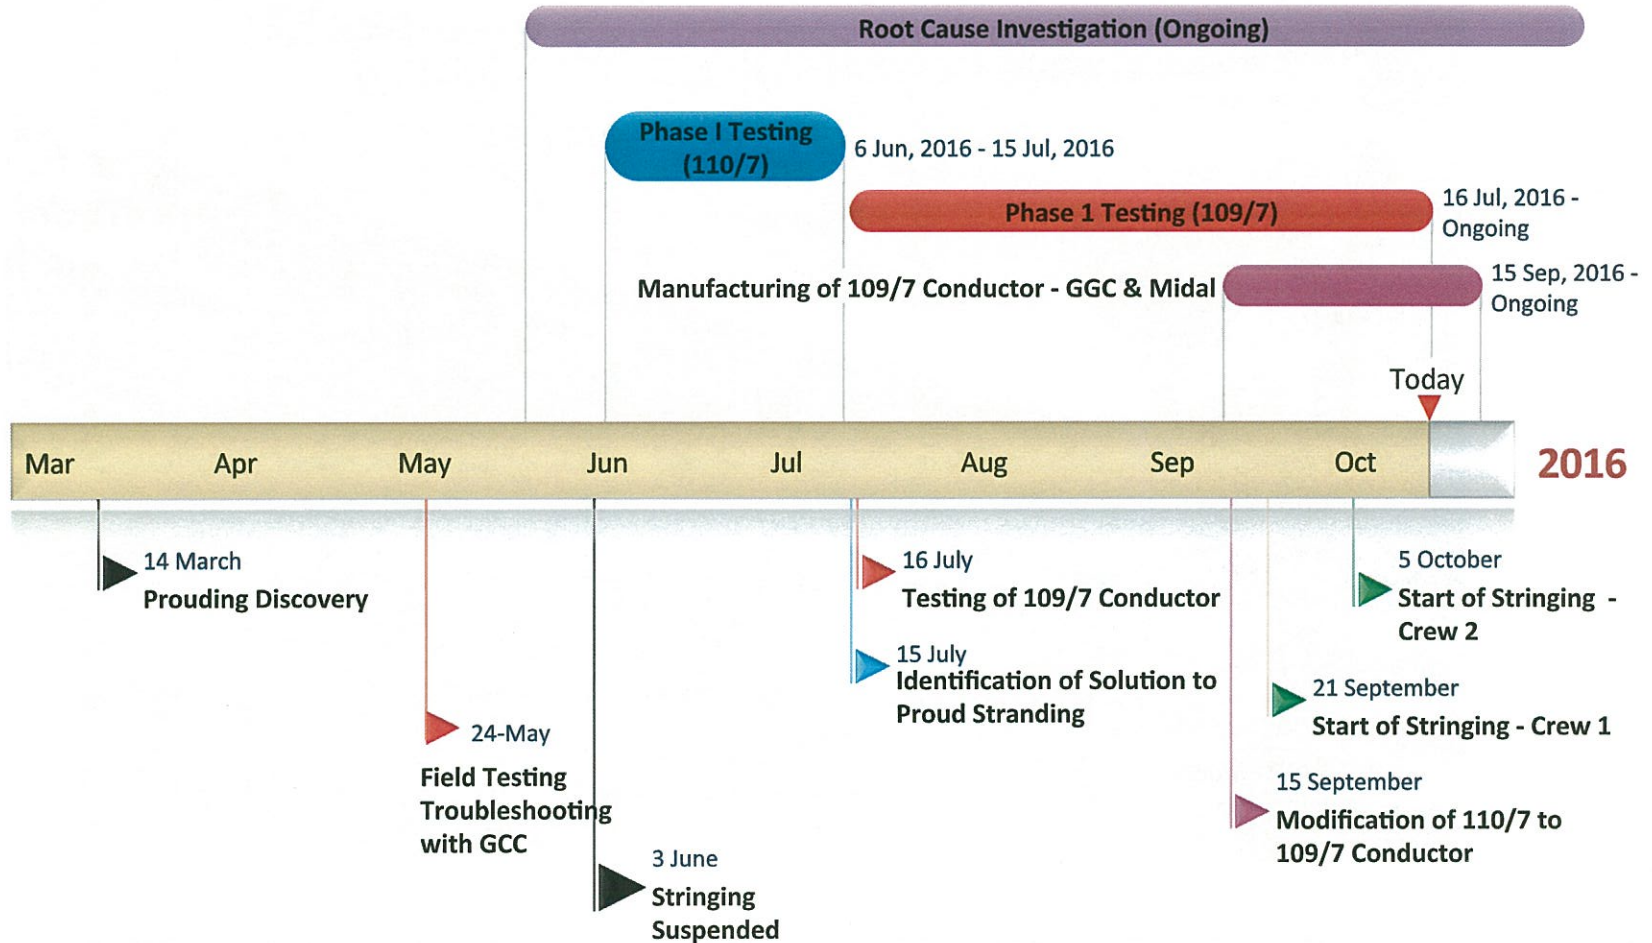 Root Cause Investigation (Ongoing)
Phase I Testing
(110/7)
6 Jun, 2016 - 15 Jul, 2016
Phase 1 Testing (109/7)
16 Jul, 2016 -
Ongoing
Manufacturing of 109/7 Conductor - GGC & Midal
15 Sep, 2016 -
Ongoing
Today
Mar Apr May Jun Jul Aug Sep Oct 2016
14 March
Prouding Discovery
16 July
Testing of 109/7 Conductor
5 October
Start of Stringing -
Crew 2
15 July
Identification of Solution to
Proud Stranding
21 September
Start of Stringing - Crew 1
24-May
Field Testing
Troubleshooting
with GCC
15 September
Modification of 110/7 to
109/7 Conductor
3 June
Stringing
Suspended